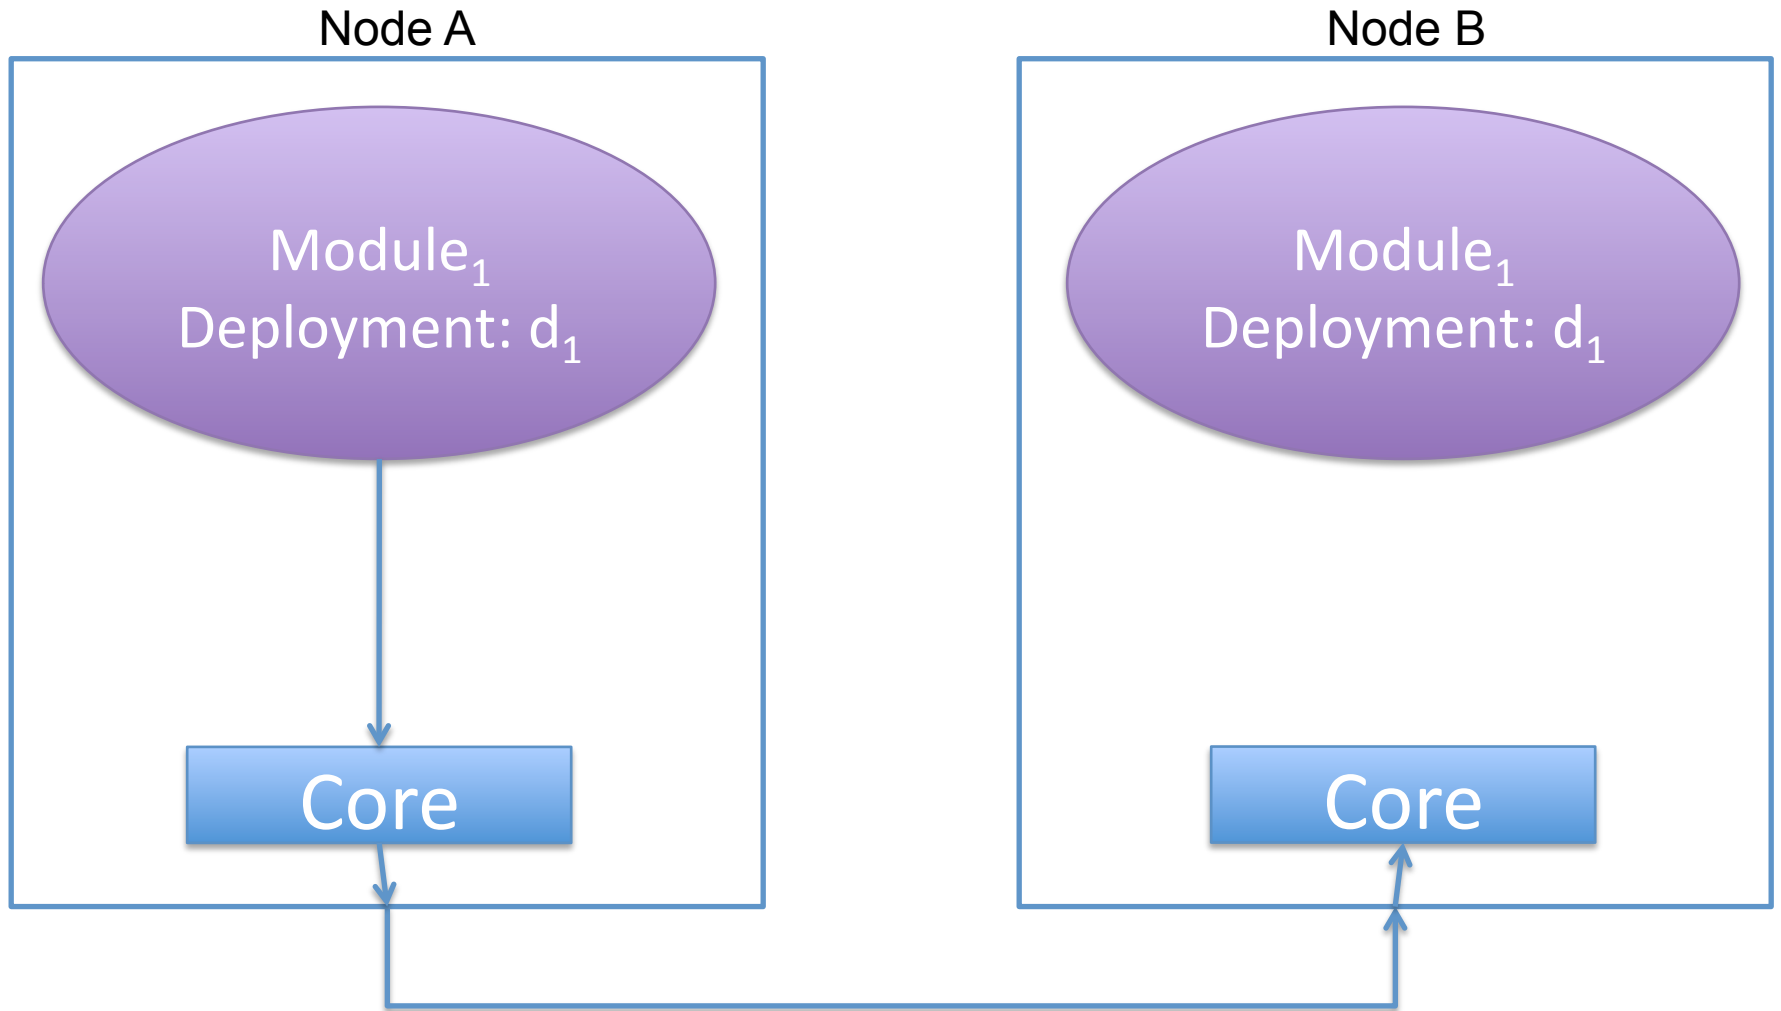 Node A
Module₁
Deployment: d₁
Core
Node B
Module₁
Deployment: d₁
Core